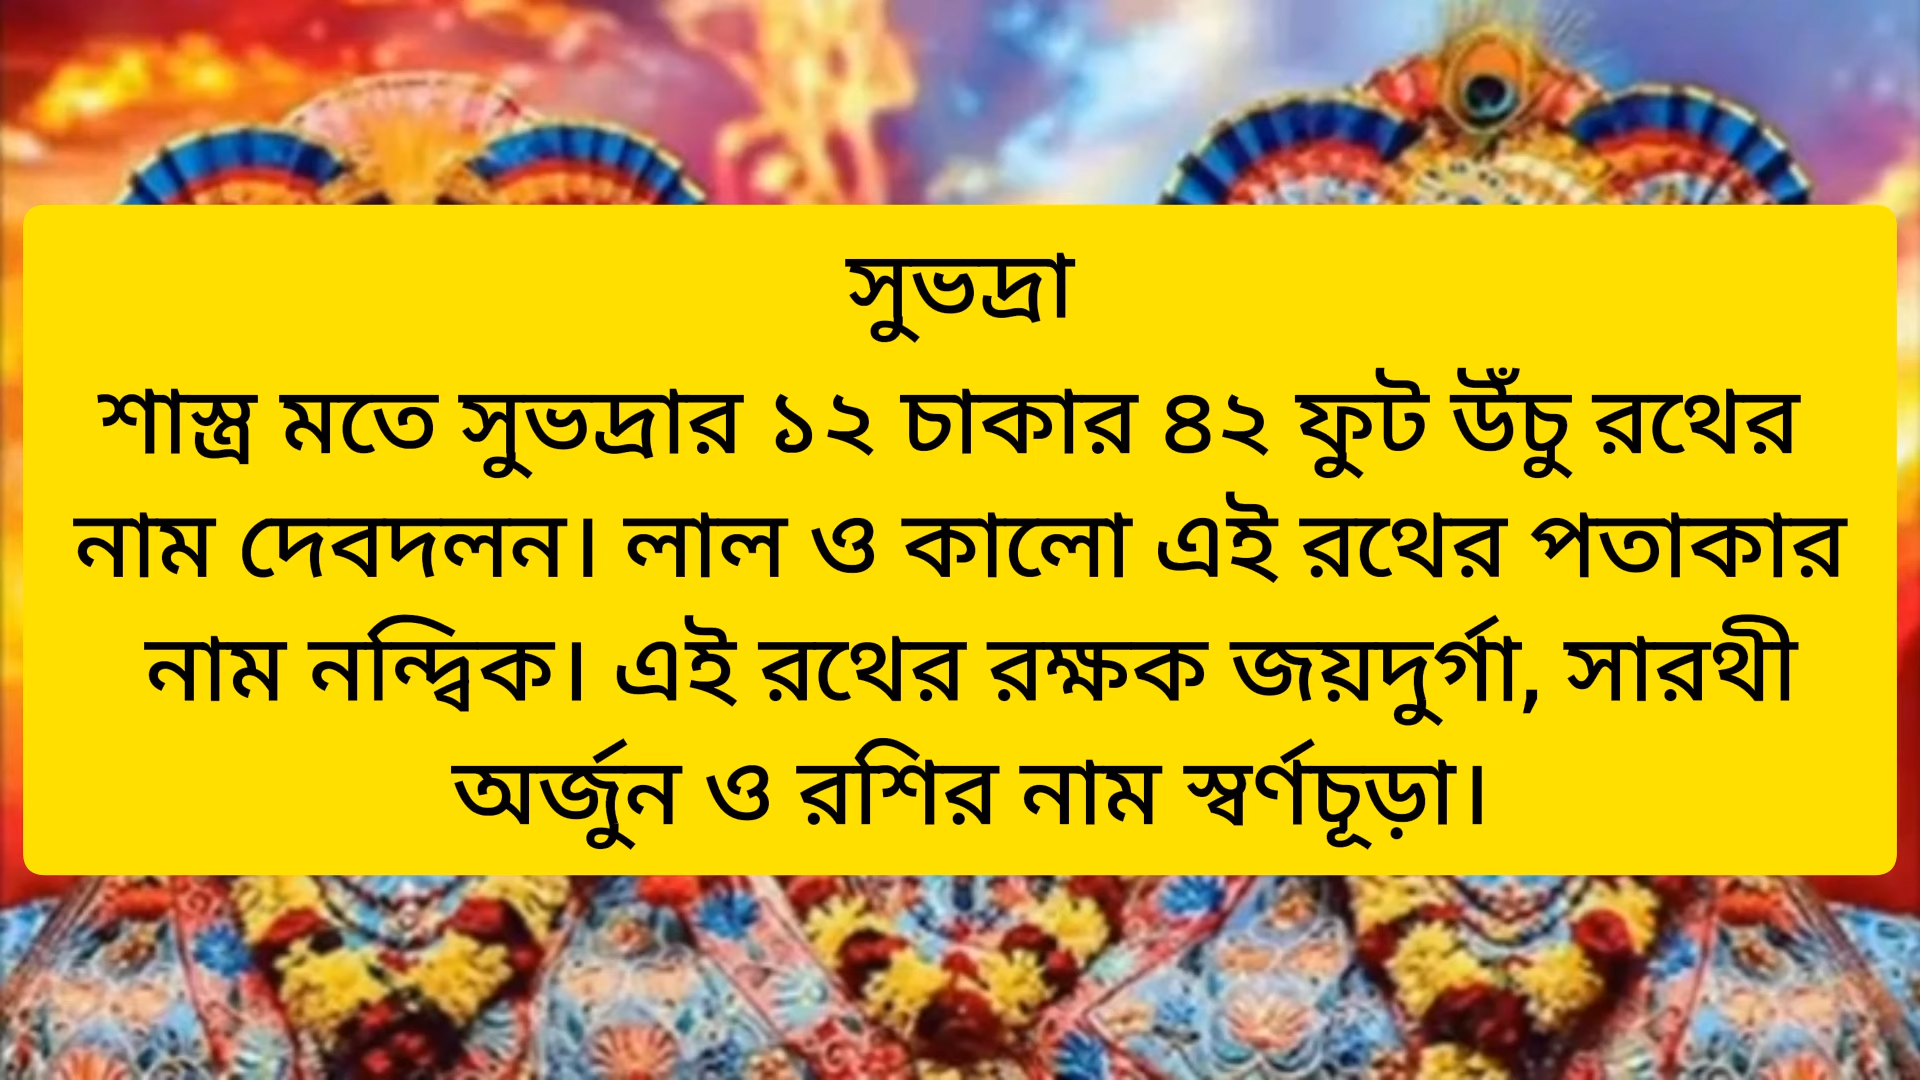 সুভদ্রা
শাস্ত্র মতে সুভদ্রার ১২ চাকার ৪২ ফুট উঁচু রথের
নাম দেবদলন। লাল ও কালো এই রথের পতাকার
নাম নন্দ্বিক। এই রথের রক্ষক জয়দুর্গা, সারথী
অর্জুন ও রশির নাম স্বর্ণচূড়া।